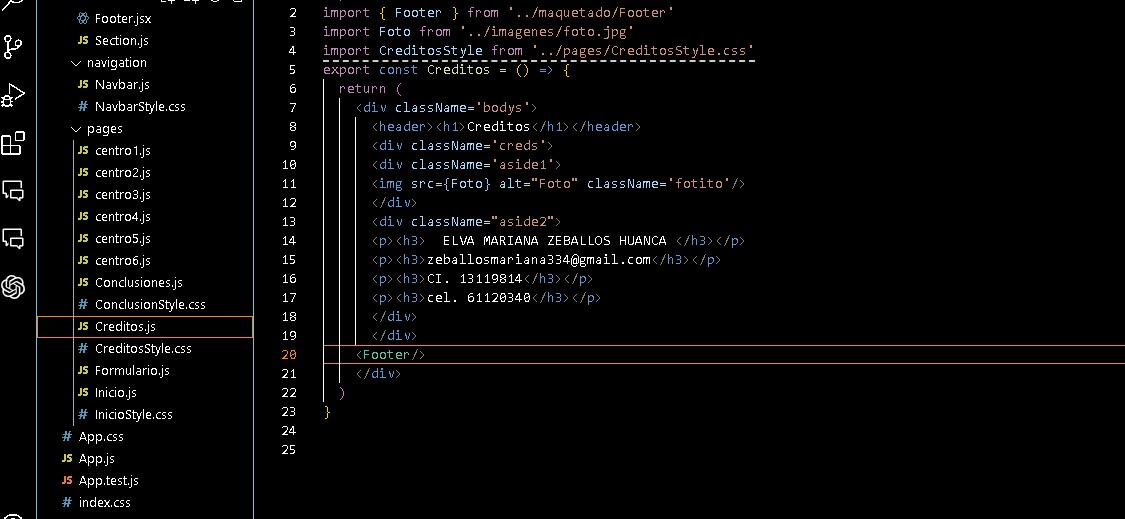 Footer.jsx
JS Section.js
navigation
JS Navbar.js
# NavbarStyle.css
pages
JS centro1.js
JS centro2.js
JS centro3.js
JS centro4.js
JS centro5.js
JS centro6.js
JS Conclusiones.js
# ConclusionStyle.css
JS Creditos.js
# CreditosStyle.css
JS Formulario.js
JS Inicio.js
# InicioStyle.css
# App.css
JS App.js
JS App.test.js
# index.css
2 import { Footer } from '../maquetado/Footer'
3 import Foto from '../imagenes/foto.jpg'
4 import CreditosStyle from '../pages/CreditosStyle.css'
5 export const Creditos = () => {
6 return (
7 <div className='bodys'>
8 <header><h1>Creditos</h1></header>
9 <div className='creds'>
10 <div className='aside1'>
11 <img src={Foto} alt="Foto" className='fotito'/>
12 </div>
13 <div className="aside2">
14 <p><h3>  ELVA MARIANA ZEBALLOS HUANCA </h3></p>
15 <p><h3>zeballosmariana334@gmail.com</h3></p>
16 <p><h3>CI. 13119814</h3></p>
17 <p><h3>cel. 61120340</h3></p>
18 </div>
19 </div>
20 <Footer/>
21 </div>
22 )
23 }
24
25